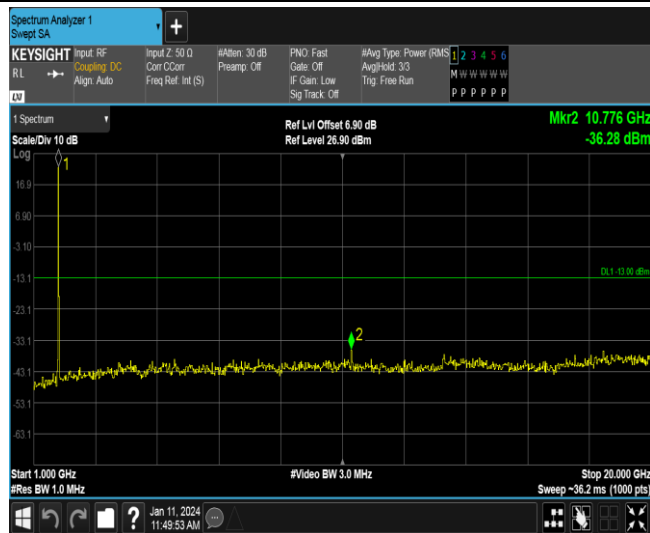 Spectrum Analyzer 1
Swept SA
+
KEYSIGHT
RL
LXI
Input: RF
Coupling: DC
Align: Auto
Input Z: 50 Ω
Corr CCorr
Freq Ref: Int (S)
#Atten: 30 dB
Preamp: Off
PNO: Fast
Gate: Off
IF Gain: Low
Sig Track: Off
#Avg Type: Power (RMS
Avg|Hold: 3/3
Trig: Free Run
1 2 3 4 5 6
M W W W W W
P P P P P P
1 Spectrum
Scale/Div 10 dB
Ref Lvl Offset 6.90 dB
Ref Level 26.90 dBm
Mkr2 10.776 GHz
-36.28 dBm
Log
1
16.9
6.90
-3.10
DL1 -13.00 dBm
-13.1
-23.1
2
-33.1
-43.1
-53.1
-63.1
Start 1.000 GHz
#Video BW 3.0 MHz
Stop 20.000 GHz
#Res BW 1.0 MHz
Sweep ~36.2 ms (1000 pts)
?
Jan 11, 2024
11:49:53 AM